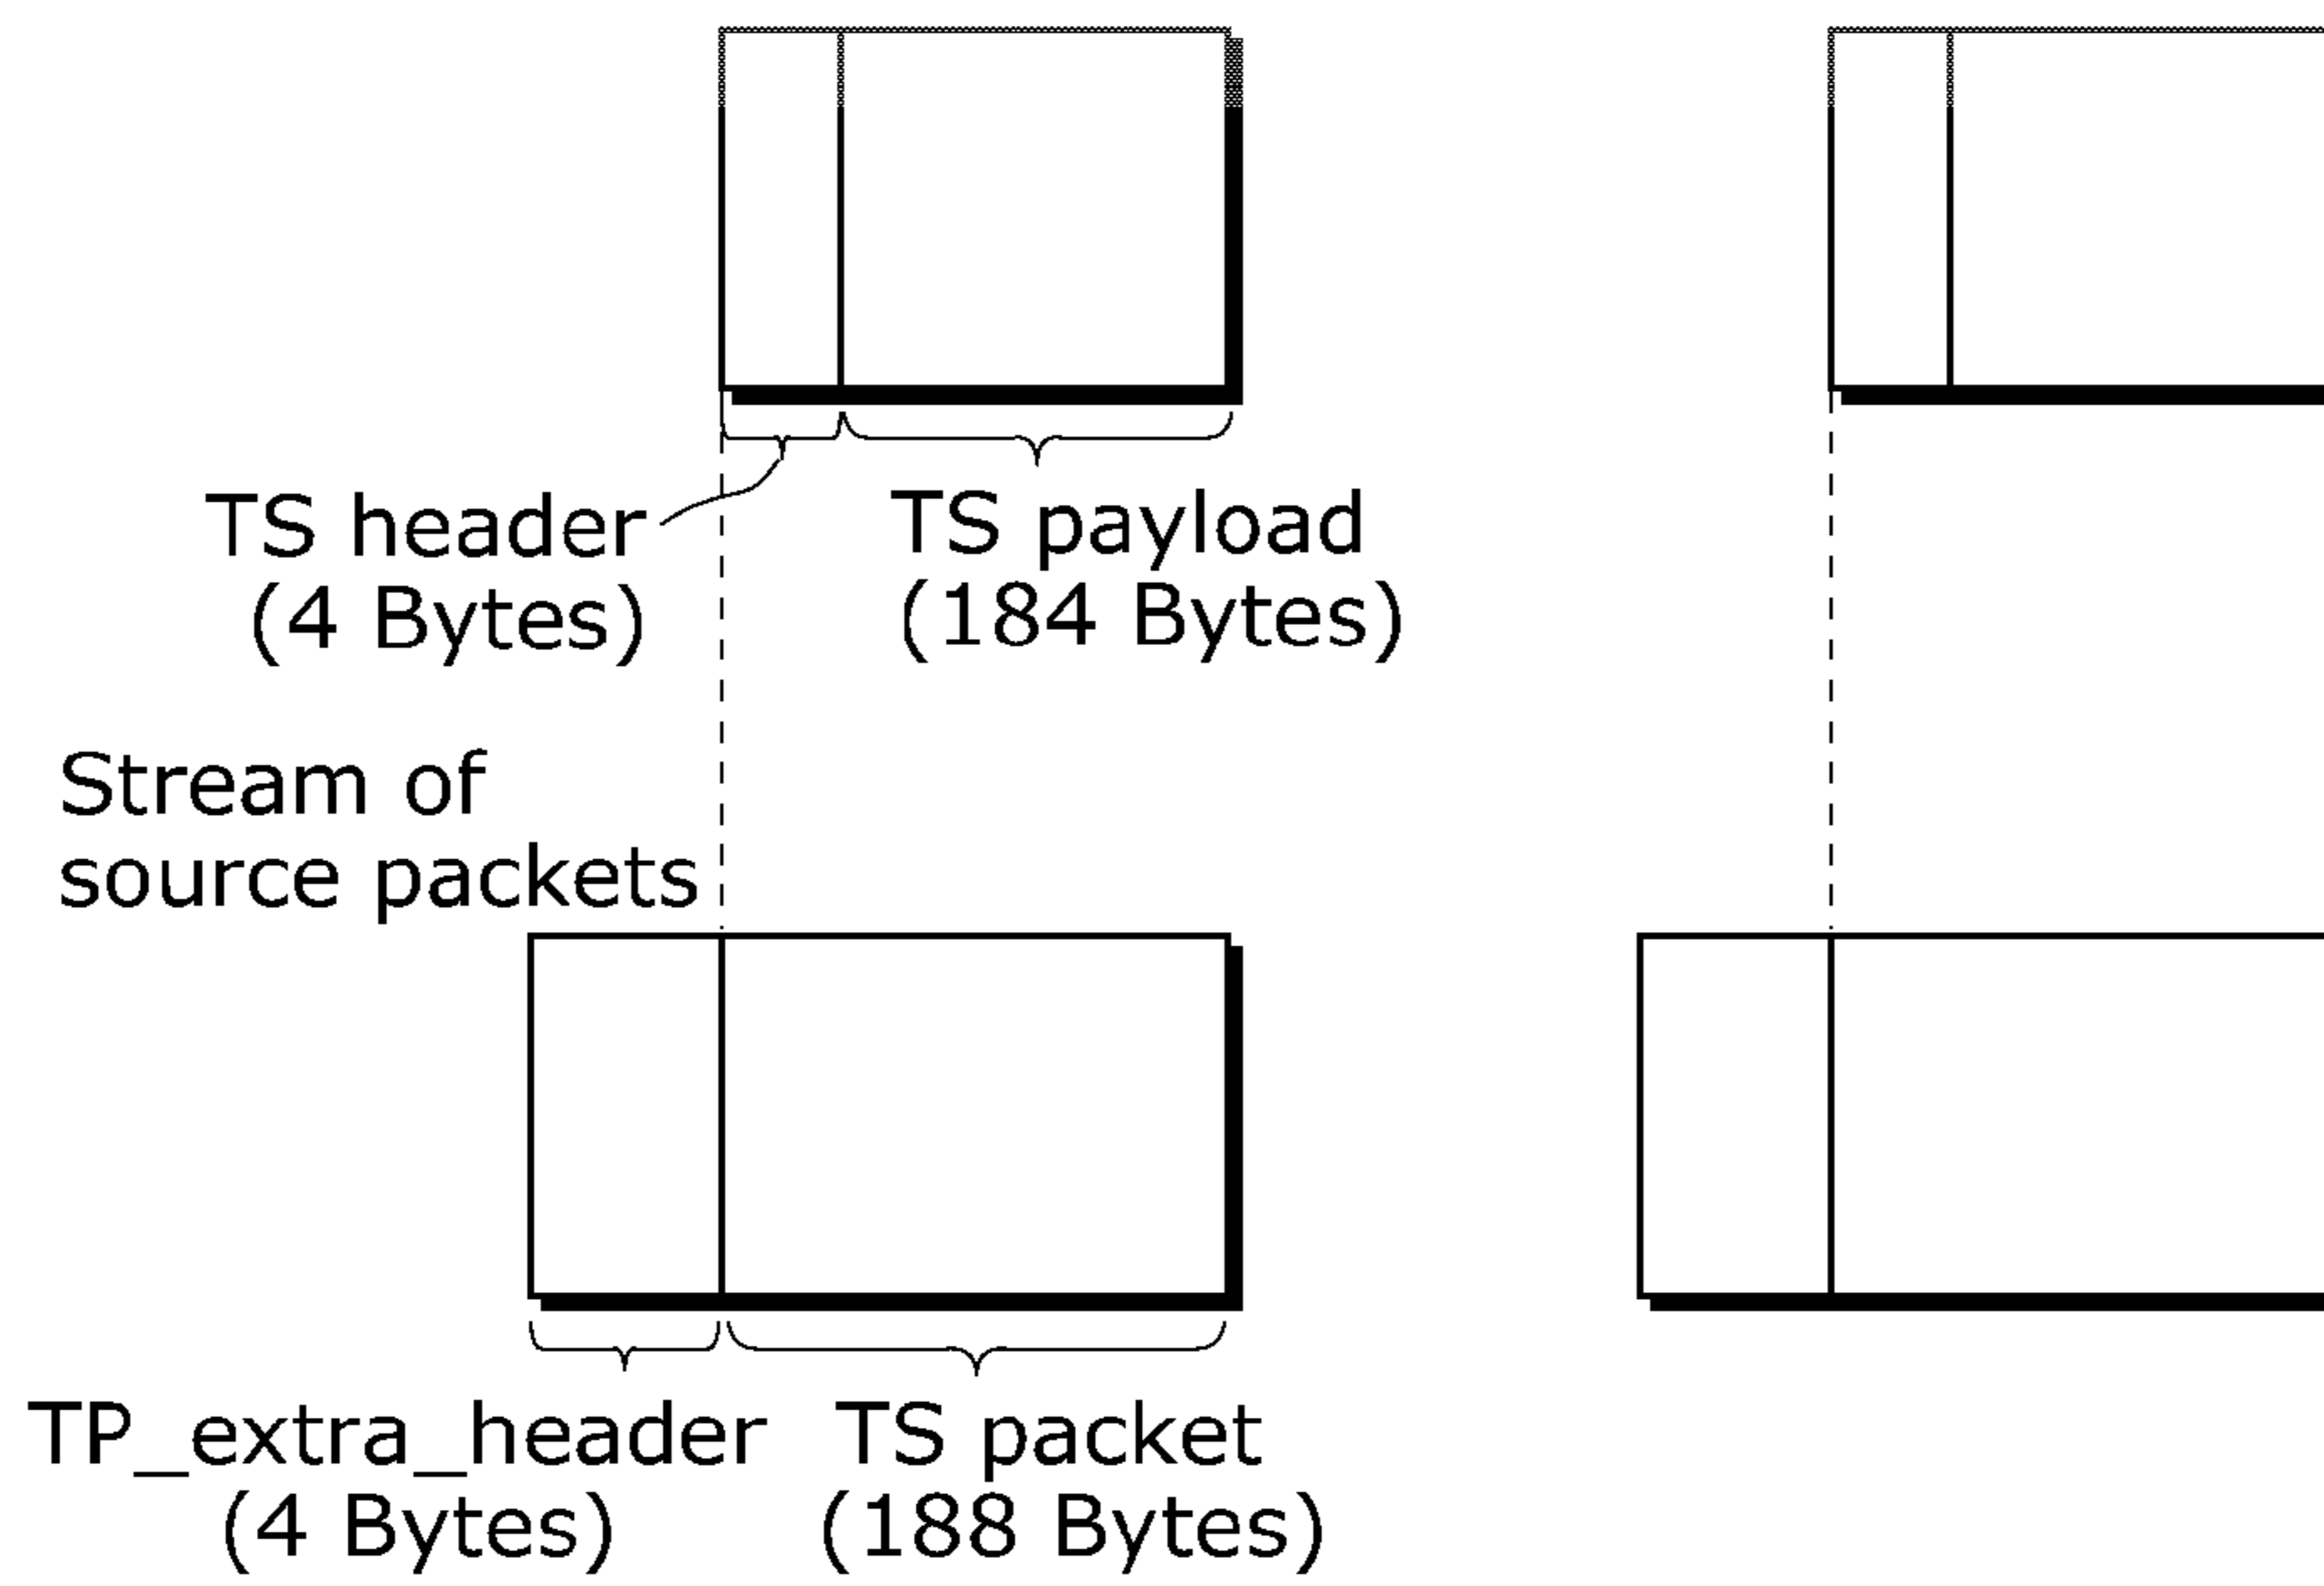 TS header
(4 Bytes)
TS payload
(184 Bytes)
Stream of
source packets
TP_extra_header
(4 Bytes)
TS packet
(188 Bytes)